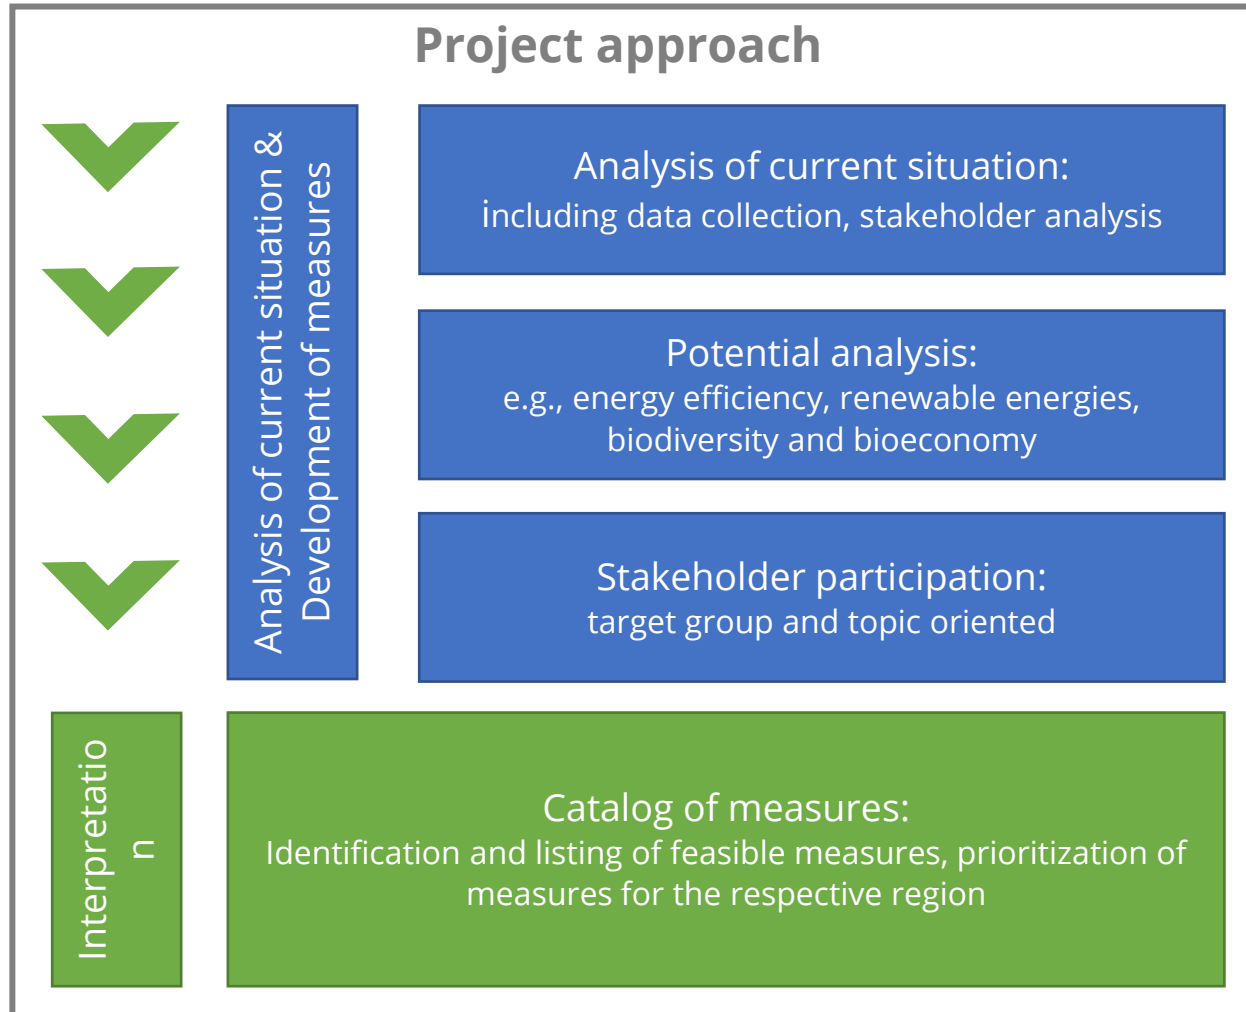 Project approach
Analysis of current situation &
Development of measures
Analysis of current situation:
including data collection, stakeholder analysis
Potential analysis:
e.g., energy efficiency, renewable energies,
biodiversity and bioeconomy
Stakeholder participation:
target group and topic oriented
Interpretatio
n
Catalog of measures:
Identification and listing of feasible measures, prioritization of
measures for the respective region